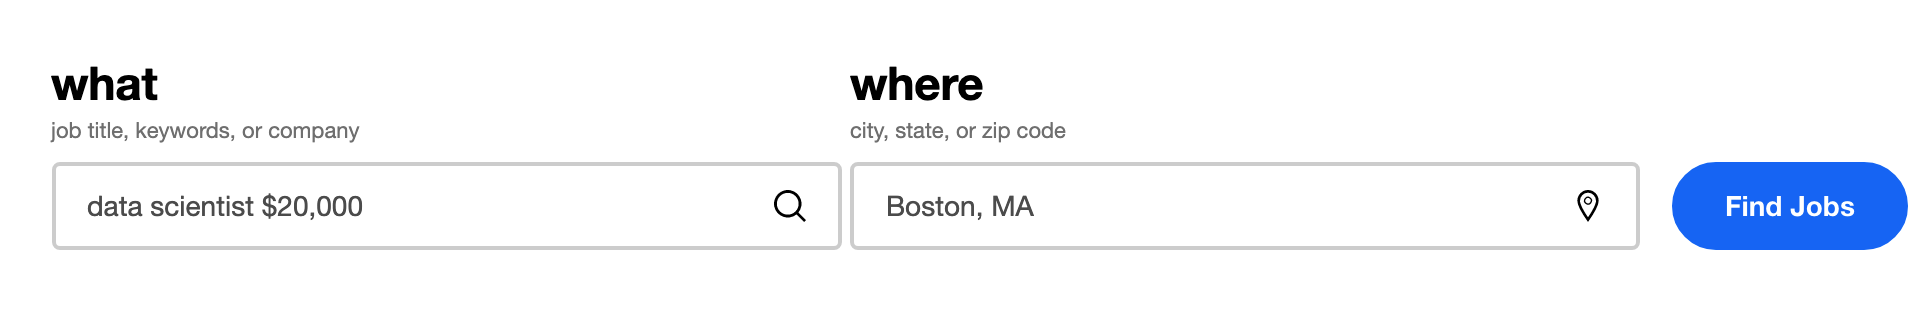 what
job title, keywords, or company
data scientist $20,000
where
city, state, or zip code
Boston, MA
Find Jobs